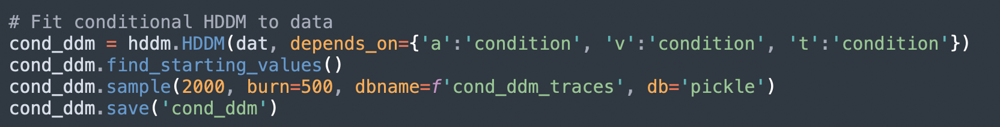 # Fit conditional HDDM to data
cond_ddm = hddm.HDDM(dat, depends_on={'a':'condition', 'v':'condition', 't':'condition'})
cond_ddm.find_starting_values()
cond_ddm.sample(2000, burn=500, dbname=f'cond_ddm_traces', db='pickle')
cond_ddm.save('cond_ddm')